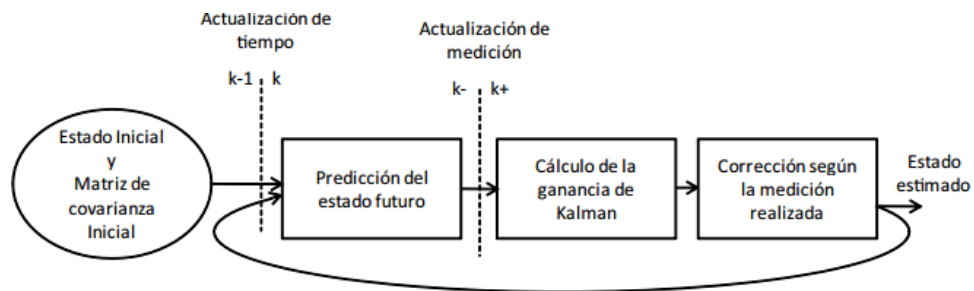 Actualización de
tiempo
k-1
k
Actualización de
medición
k-
k+
Estado Inicial
y
Matriz de
covarianza
Inicial
Predicción del
estado futuro
Cálculo de la
ganancia de
Kalman
Corrección según
la medición
realizada
Estado
estimado